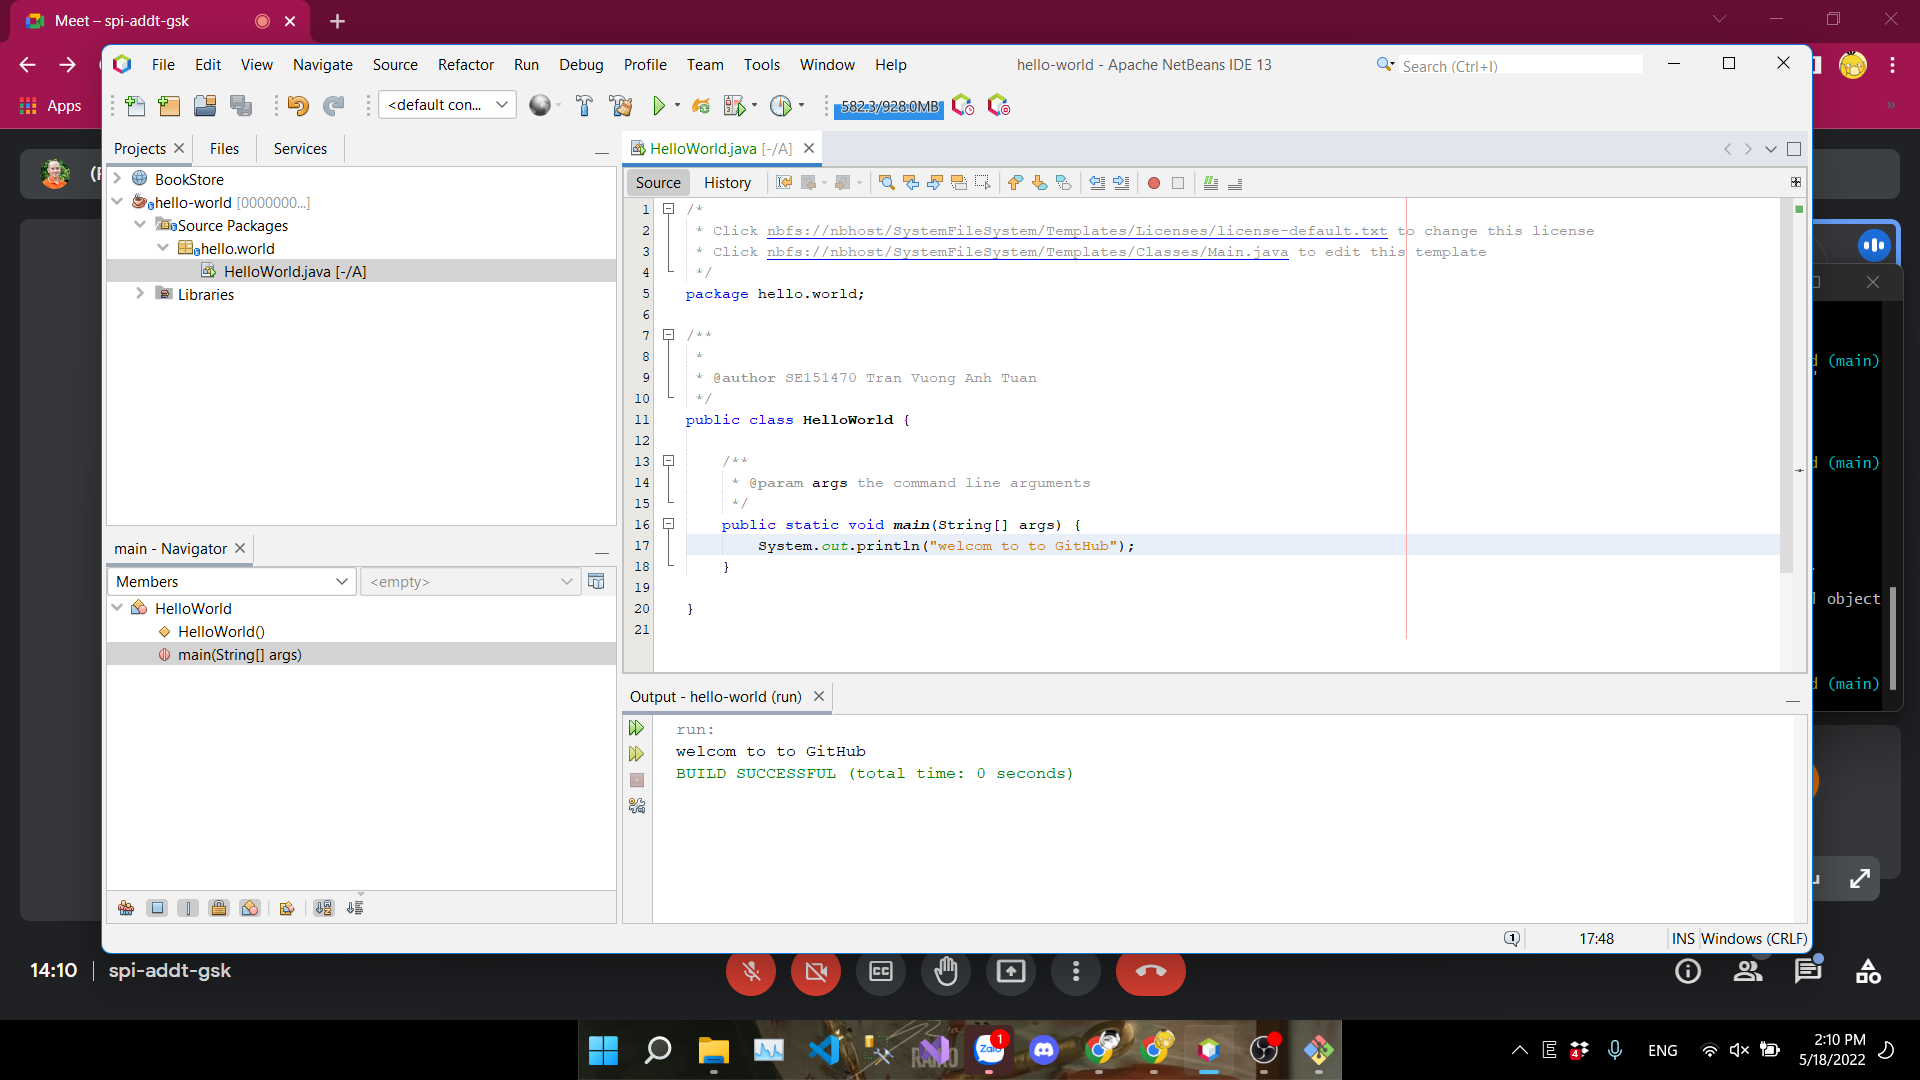 Meet – spi-addt-gsk
Apps
File Edit View Navigate Source Refactor Run Debug Profile Team Tools Window Help
hello-world - Apache NetBeans IDE 13
Search (Ctrl+I)
<default con...
582.3/928.0MB
Projects Files Services
BookStore
hello-world [0000000...]
Source Packages
hello.world
HelloWorld.java [-/A]
Libraries
HelloWorld.java [-/A]
Source History
1 /*
2 * Click nbfs://nbhost/SystemFileSystem/Templates/Licenses/license-default.txt to change this license
3 * Click nbfs://nbhost/SystemFileSystem/Templates/Classes/Main.java to edit this template
4 */
5 package hello.world;
6
7 /**
8 *
9 * @author SE151470 Tran Vuong Anh Tuan
10 */
11 public class HelloWorld {
12
13 /**
14 * @param args the command line arguments
15 */
16 public static void main(String[] args) {
17 System.out.println("welcom to to GitHub");
18 }
19
20 }
21
main - Navigator
Members
<empty>
HelloWorld
HelloWorld()
main(String[] args)
Output - hello-world (run)
run:
welcom to to GitHub
BUILD SUCCESSFUL (total time: 0 seconds)
17:48 INS Windows (CRLF)
(main)
(main)
object
(main)
14:10 | spi-addt-gsk
Zalo
1
4
ENG
2:10 PM
5/18/2022